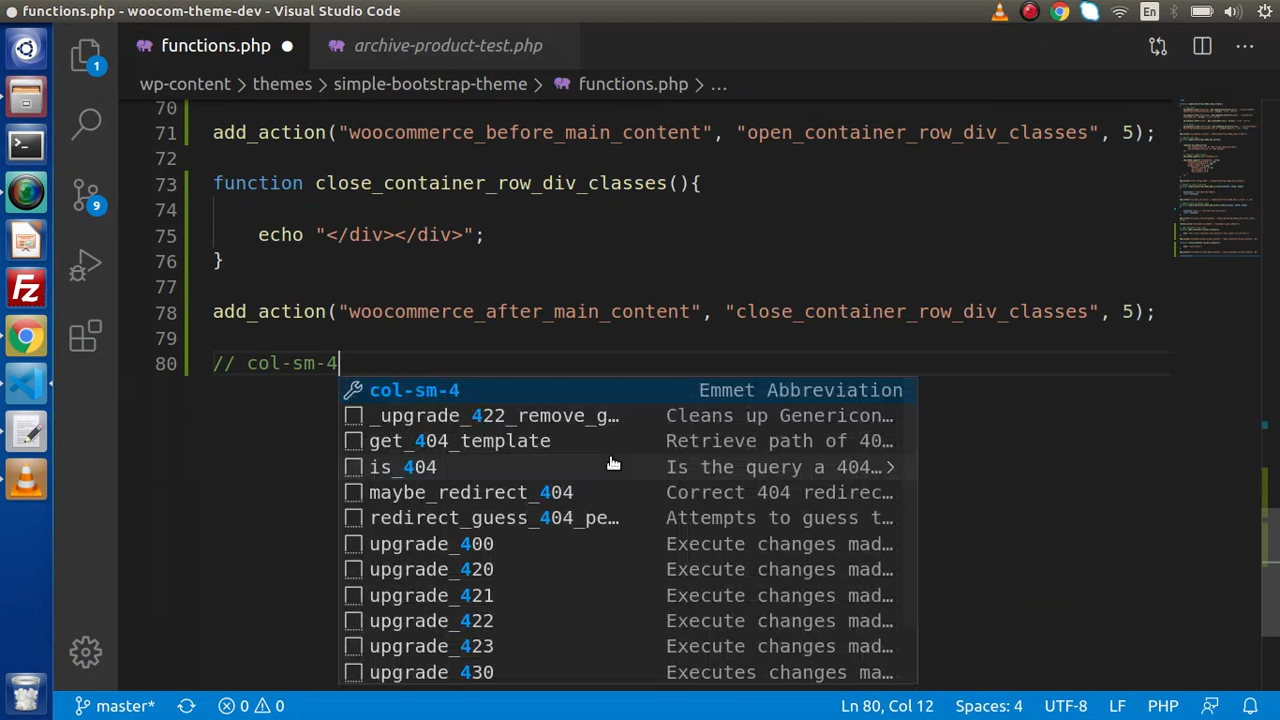 functions.php - woocom-theme-dev - Visual Studio Code
En
functions.php
archive-product-test.php
wp-content > themes > simple-bootstrap-theme > functions.php > …
1
9
70
71 add_action("woocommerce_before_main_content", "open_container_row_div_classes", 5);
72
73 function close_container_row_div_classes(){
74
75 echo "</div></div>";
76 }
77
78 add_action("woocommerce_after_main_content", "close_container_row_div_classes", 5);
79
80 // col-sm-4
col-sm-4 Emmet Abbreviation
_upgrade_422_remove_g… Cleans up Genericon…
get_404_template Retrieve path of 40…
is_404 Is the query a 404…
maybe_redirect_404 Correct 404 redirec…
redirect_guess_404_pe… Attempts to guess t…
upgrade_400 Execute changes mad…
upgrade_420 Execute changes mad…
upgrade_421 Execute changes mad…
upgrade_422 Execute changes mad…
upgrade_423 Execute changes mad…
upgrade_430 Executes changes ma…
master* 0 0 Ln 80, Col 12 Spaces: 4 UTF-8 LF PHP